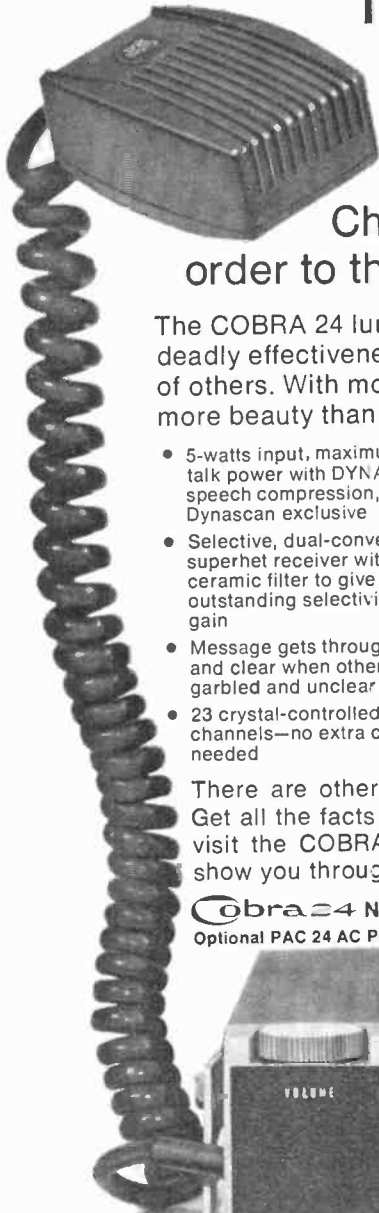 Ch
order to th
The COBRA 24 lu
deadly effectivene
of others. With mo
more beauty than
• 5-watts input, maximu
talk power with DYNA
speech compression,
Dynascan exclusive
• Selective, dual-conve
superhet receiver wit
ceramic filter to give
outstanding selectivi
gain
• Message gets throug
and clear when other
garbled and unclear
• 23 crystal-controlled
channels—no extra c
needed
There are other
Get all the facts
visit the COBRA
show you throug
Cobra 24 N
Optional PAC 24 AC P
VOLUME